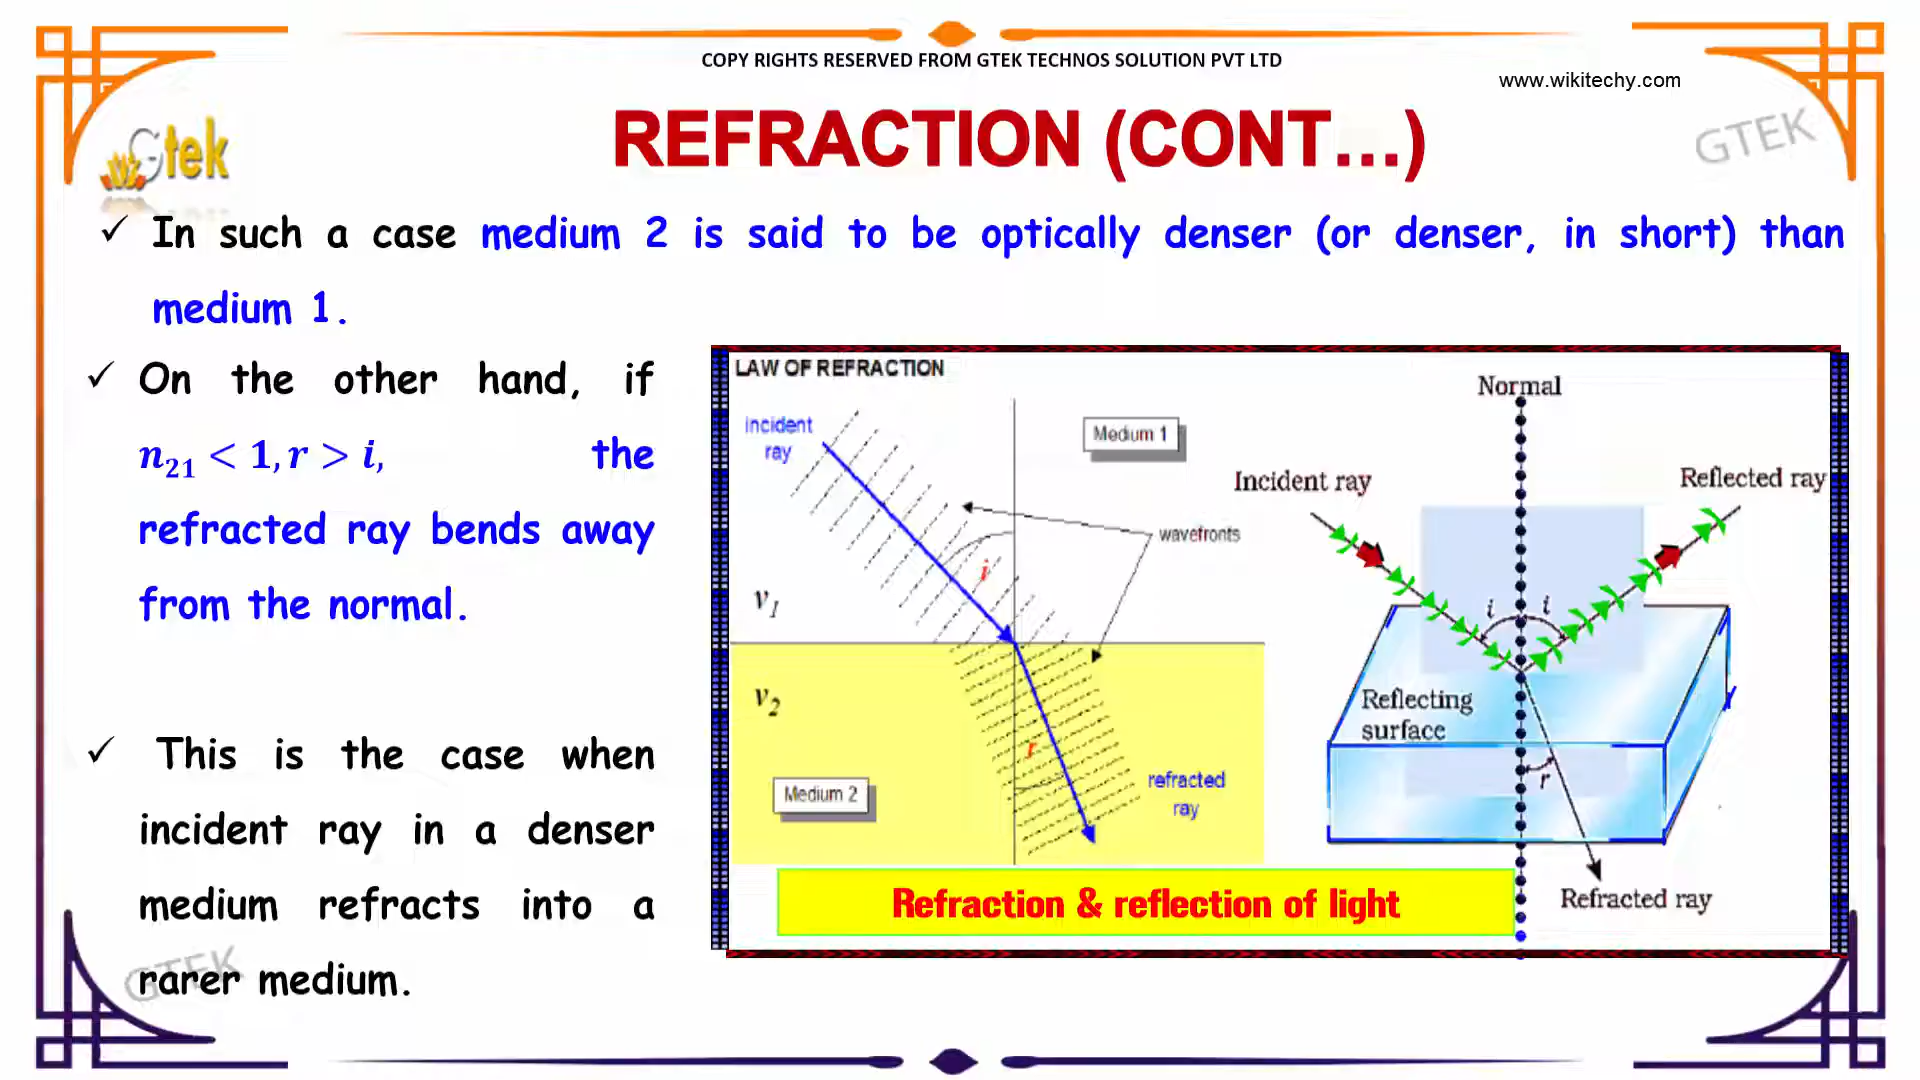 COPY RIGHTS RESERVED FROM GTEK TECHNOS SOLUTION PVT LTD
www.wikitechy.com
Gtek
REFRACTION (CONT...)
GTEK
✓ In such a case medium 2 is said to be optically denser (or denser, in short) than
medium 1.
✓ On the other hand, if
n₂₁ < 1, r > i, the
refracted ray bends away
from the normal.
✓ This is the case when
incident ray in a denser
medium refracts into a
rarer medium.
GTEK
LAW OF REFRACTION
incident
ray
Medium 1
wavefronts
i
v₁
v₂
r
Medium 2
refracted
ray
Normal
Incident ray
Reflected ray
i i
Reflecting
surface
r
Refracted ray
Refraction & reflection of light